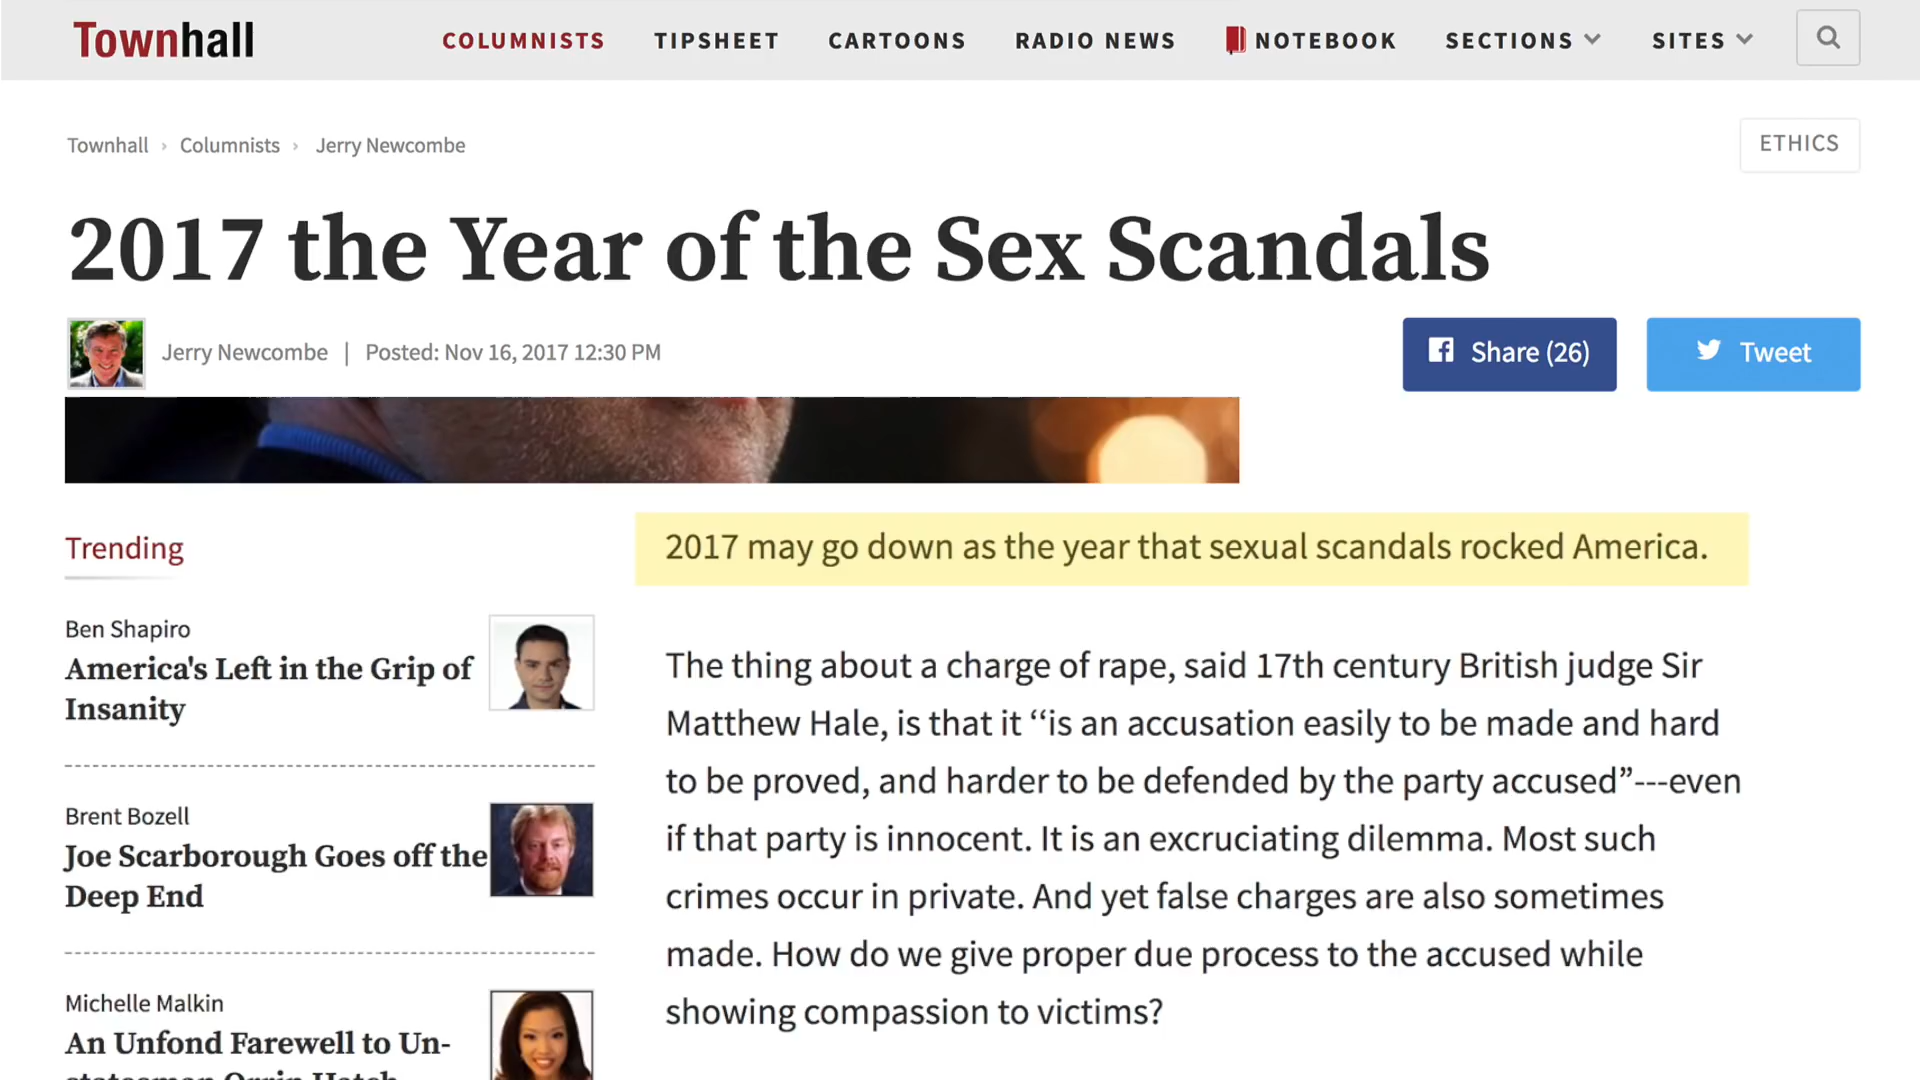 Townhall
COLUMNISTS
TIPSHEET
CARTOONS
RADIO NEWS
NOTEBOOK
SECTIONS
SITES
Townhall › Columnists › Jerry Newcombe
ETHICS
2017 the Year of the Sex Scandals
Jerry Newcombe | Posted: Nov 16, 2017 12:30 PM
Share (26)
Tweet
Trending
Ben Shapiro
America's Left in the Grip of
Insanity
Brent Bozell
Joe Scarborough Goes off the
Deep End
Michelle Malkin
An Unfond Farewell to Un-
statesman Orrin Hatch
2017 may go down as the year that sexual scandals rocked America.
The thing about a charge of rape, said 17th century British judge Sir
Matthew Hale, is that it ‘‘is an accusation easily to be made and hard
to be proved, and harder to be defended by the party accused”---even
if that party is innocent. It is an excruciating dilemma. Most such
crimes occur in private. And yet false charges are also sometimes
made. How do we give proper due process to the accused while
showing compassion to victims?